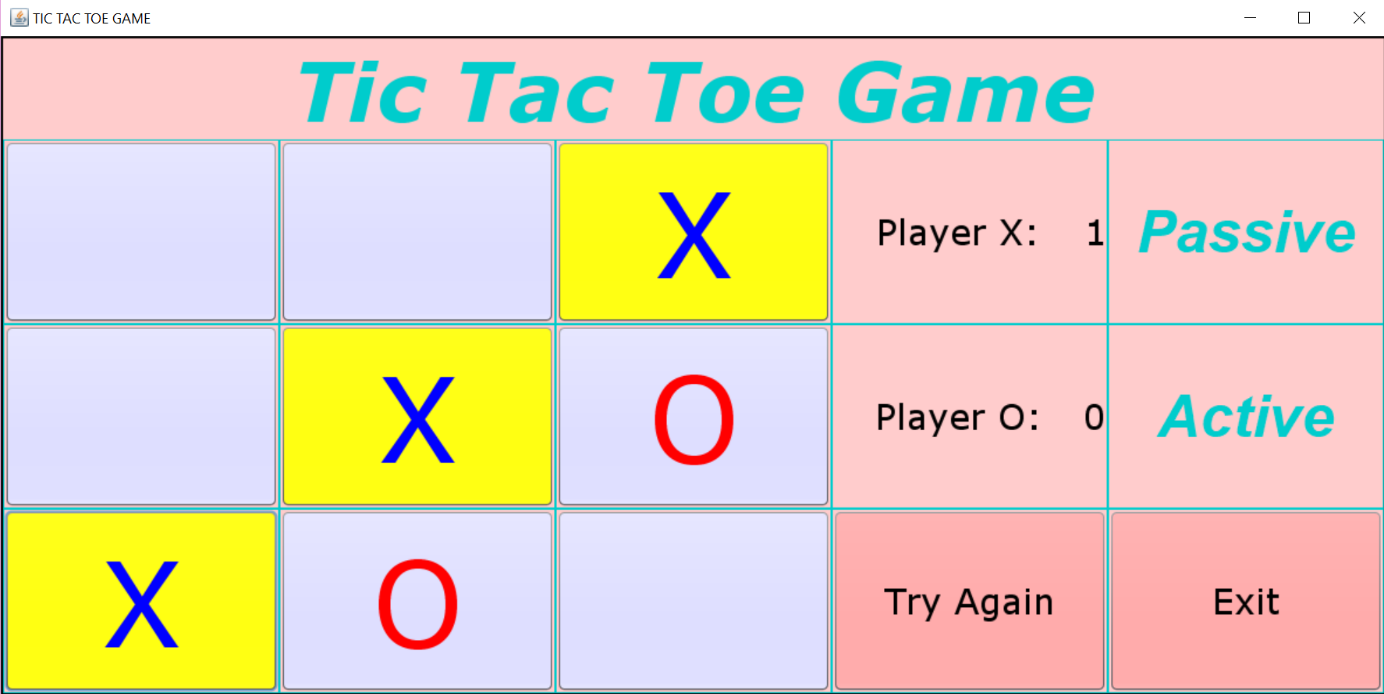 TIC TAC TOE GAME
Tic Tac Toe Game
X Player X: 1 Passive
X O Player O: 0 Active
X O Try Again Exit